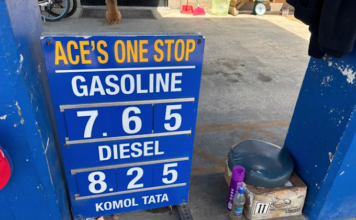 ACE'S ONE STOP
GASOLINE
7.65
DIESEL
8.25
KOMOL TATA